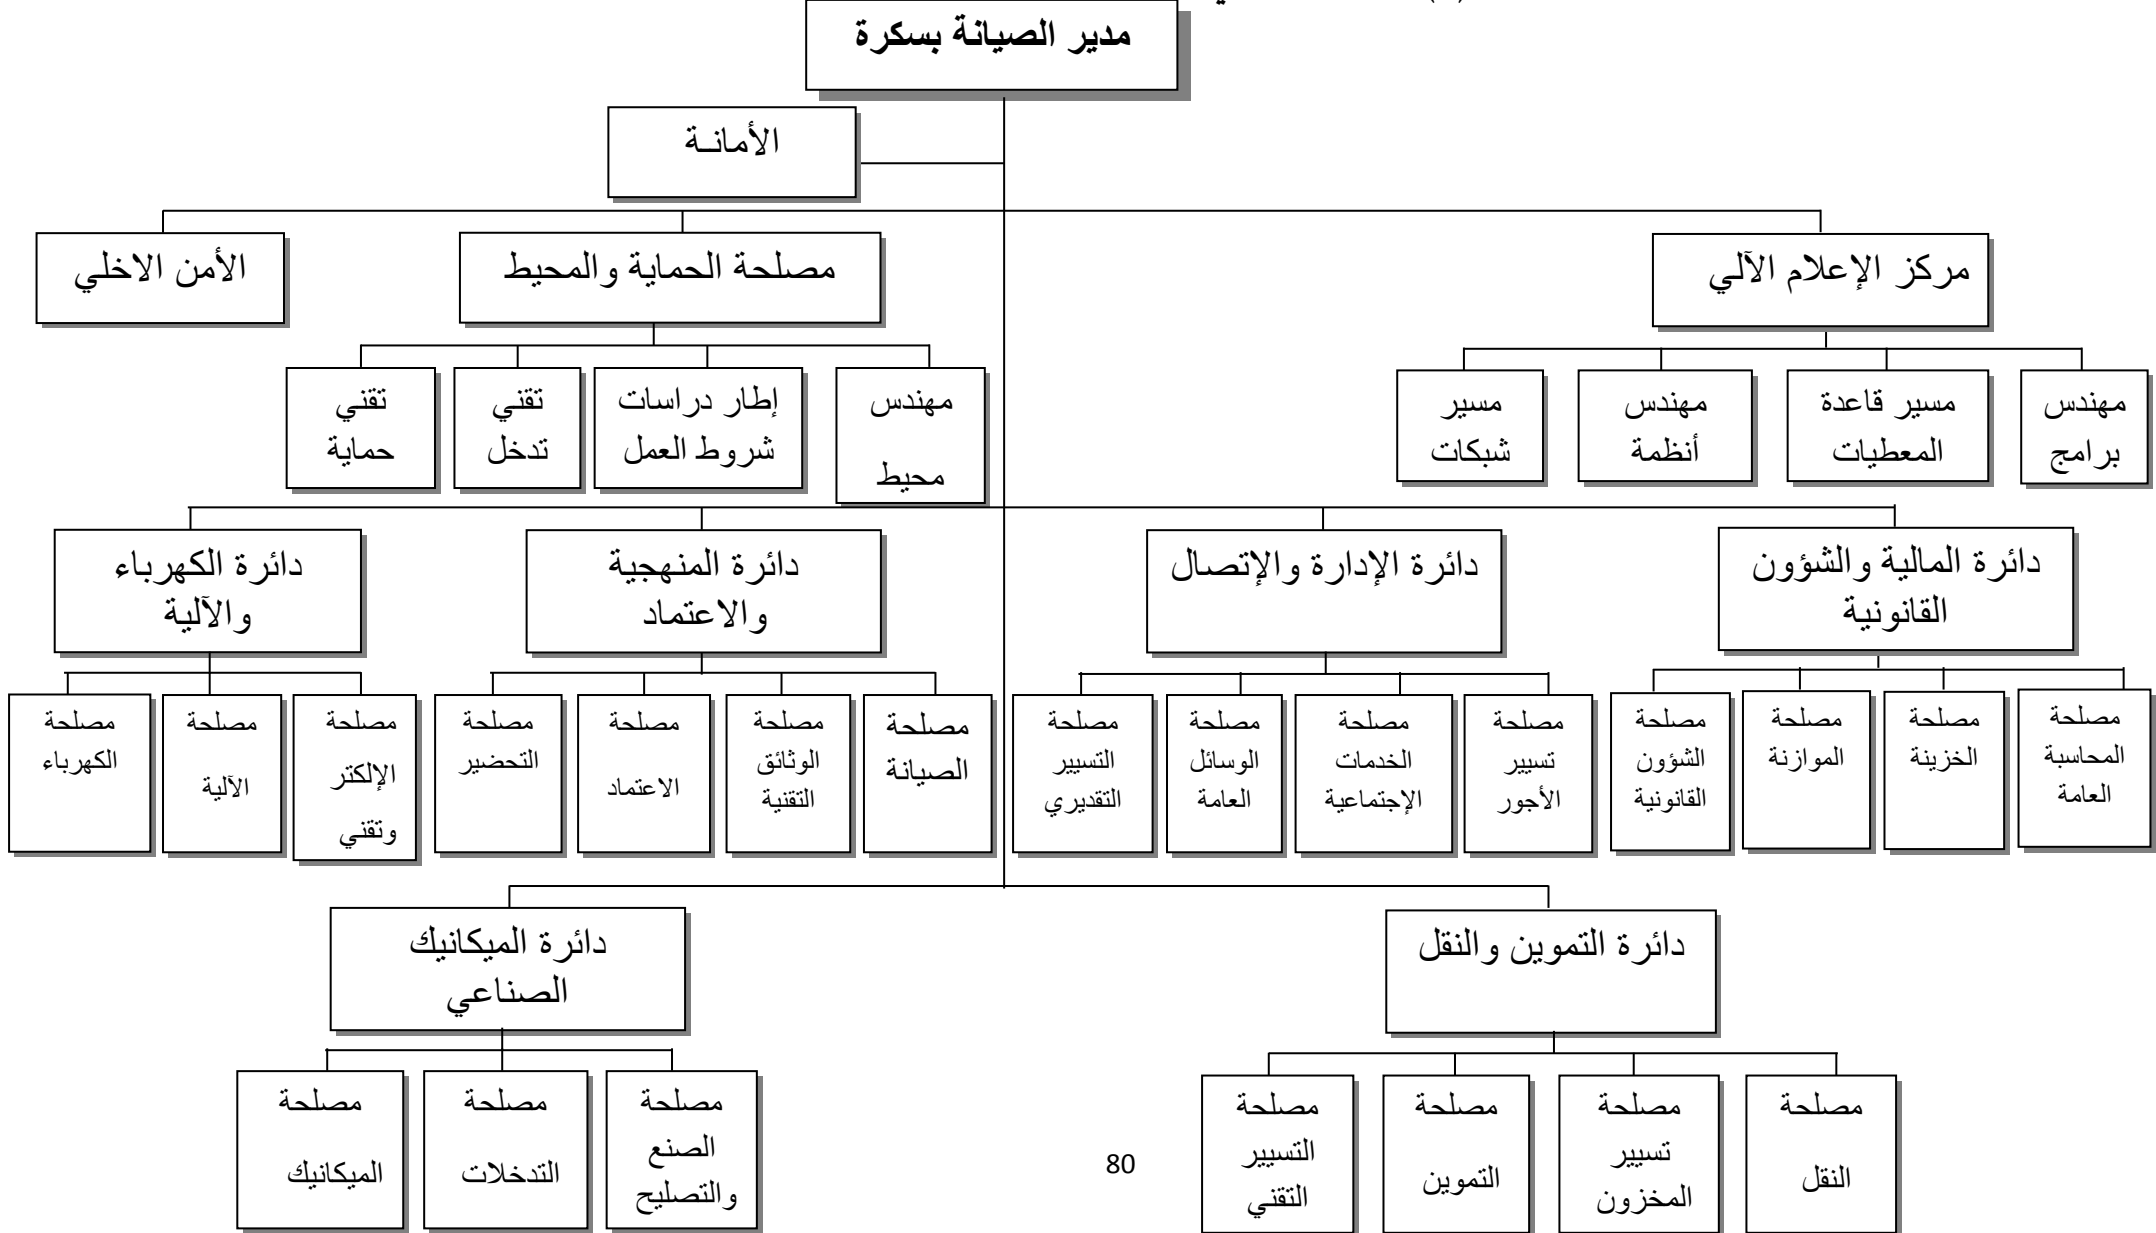 مدير الصيانة بسكرة
الأمانــة
مركز الإعلام الآلي
مصلحة الحماية والمحيط
الأمن الاخلي
مهندس
برامج
مسير قاعدة
المعطيات
مهندس
أنظمة
مسير
شبكات
مهندس
محيط
إطار دراسات
شروط العمل
تقني
تدخل
تقني
حماية
دائرة المالية والشؤون
القانونية
دائرة الإدارة والإتصال
دائرة المنهجية
والاعتماد
دائرة الكهرباء
والآلية
مصلحة
المحاسبة
العامة
مصلحة
الخزينة
مصلحة
الموازنة
مصلحة
الشؤون
القانونية
مصلحة
تسيير
الأجور
مصلحة
الخدمات
الإجتماعية
مصلحة
الوسائل
العامة
مصلحة
التسيير
التقديري
مصلحة
الصيانة
مصلحة
الوثائق
التقنية
مصلحة
الاعتماد
مصلحة
التحضير
مصلحة
الإلكتر
وتقني
مصلحة
الآلية
مصلحة
الكهرباء
دائرة التموين والنقل
دائرة الميكانيك
الصناعي
مصلحة
النقل
مصلحة
تسيير
المخزون
مصلحة
التموين
مصلحة
التسيير
التقني
مصلحة
الصنع
والتصليح
مصلحة
التدخلات
مصلحة
الميكانيك
80